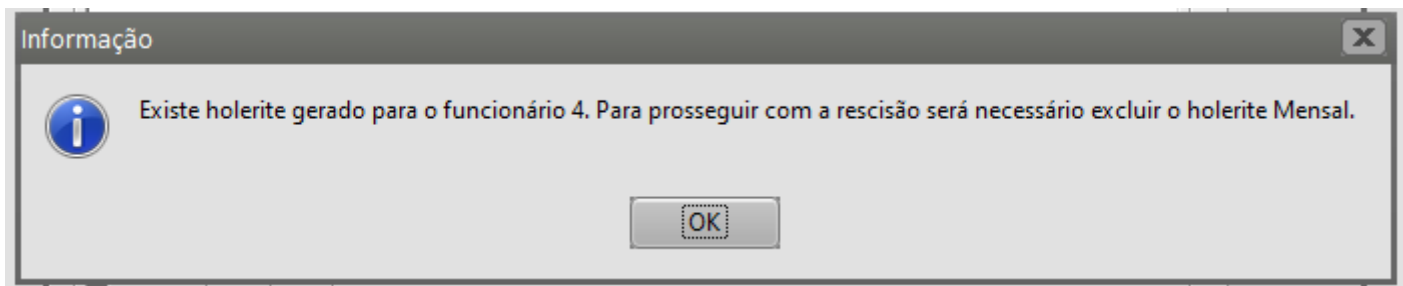 Informação
Existe holerite gerado para o funcionário 4. Para prosseguir com a rescisão será necessário excluir o holerite Mensal.
OK